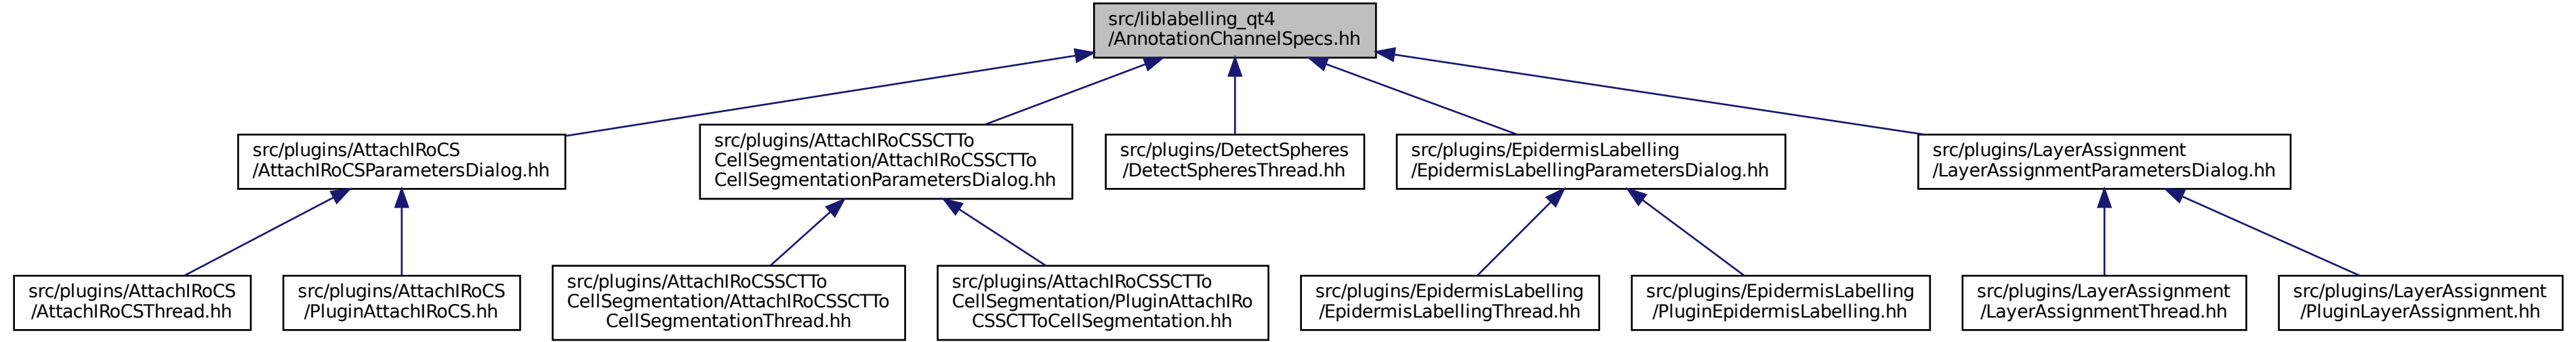 src/liblabelling_qt4
/AnnotationChannelSpecs.hh
src/plugins/AttachIRoCS
/AttachIRoCSParametersDialog.hh
src/plugins/AttachIRoCSSCTTo
CellSegmentation/AttachIRoCSSCTTo
CellSegmentationParametersDialog.hh
src/plugins/DetectSpheres
/DetectSpheresThread.hh
src/plugins/EpidermisLabelling
/EpidermisLabellingParametersDialog.hh
src/plugins/LayerAssignment
/LayerAssignmentParametersDialog.hh
src/plugins/AttachIRoCS
/AttachIRoCSThread.hh
src/plugins/AttachIRoCS
/PluginAttachIRoCS.hh
src/plugins/AttachIRoCSSCTTo
CellSegmentation/AttachIRoCSSCTTo
CellSegmentationThread.hh
src/plugins/AttachIRoCSSCTTo
CellSegmentation/PluginAttachIRo
CSSCTToCellSegmentation.hh
src/plugins/EpidermisLabelling
/EpidermisLabellingThread.hh
src/plugins/EpidermisLabelling
/PluginEpidermisLabelling.hh
src/plugins/LayerAssignment
/LayerAssignmentThread.hh
src/plugins/LayerAssignment
/PluginLayerAssignment.hh